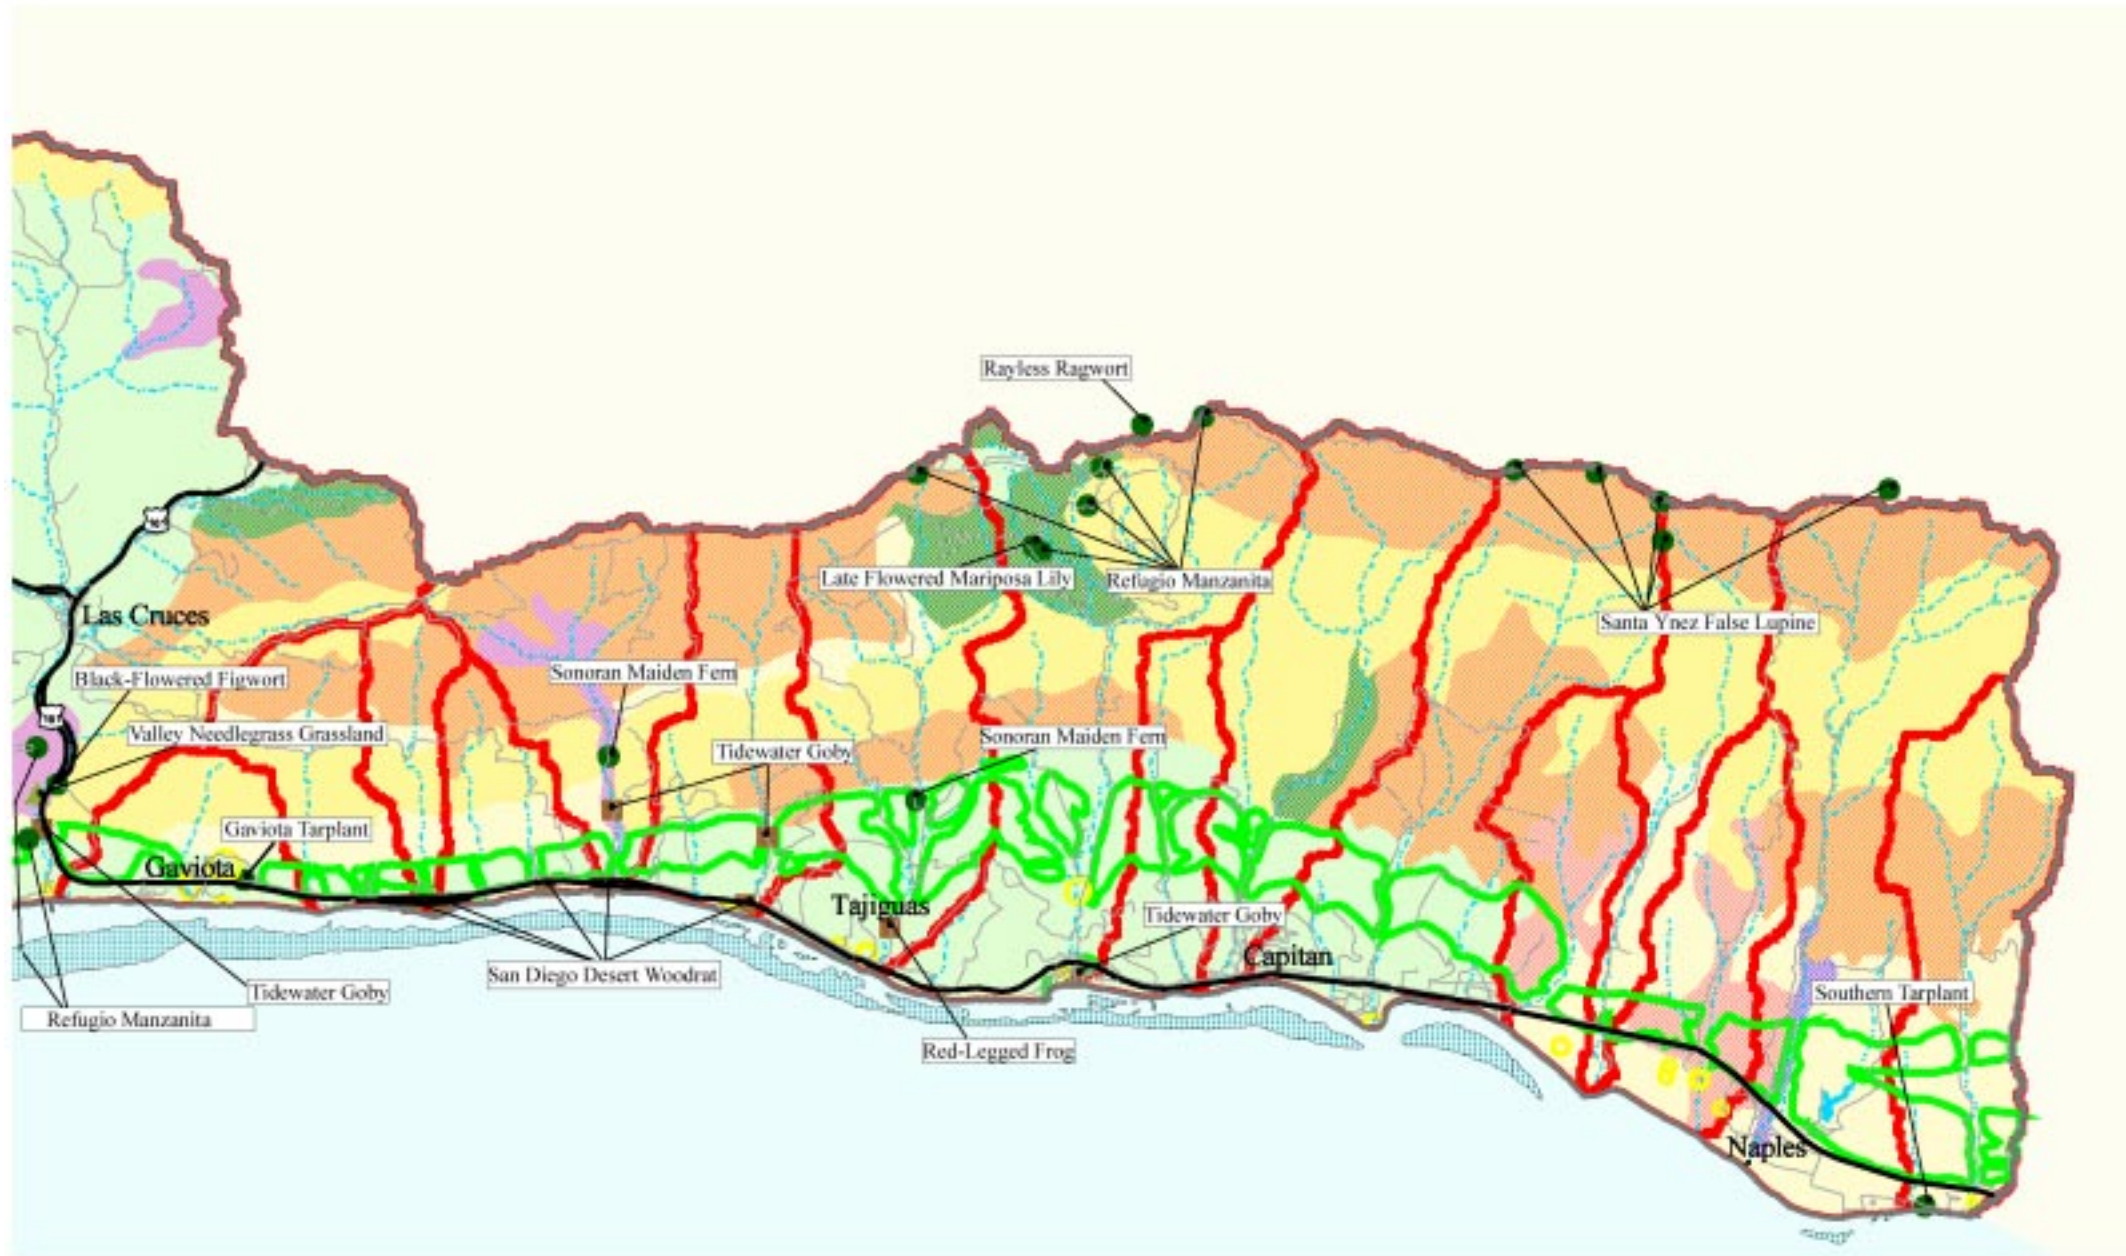 Rayless Ragwort
101
Late Flowered Mariposa Lily
Refugio Manzanita
Las Cruces
Santa Ynez False Lupine
Black-Flowered Figwort
Sonoran Maiden Fern
101
Valley Needlegrass Grassland
Tidewater Goby
Sonoran Maiden Fern
Gaviota Tarplant
Gaviota
Tajiguas
Tidewater Goby
Capitan
San Diego Desert Woodrat
Tidewater Goby
Southern Tarplant
Refugio Manzanita
Red-Legged Frog
Naples